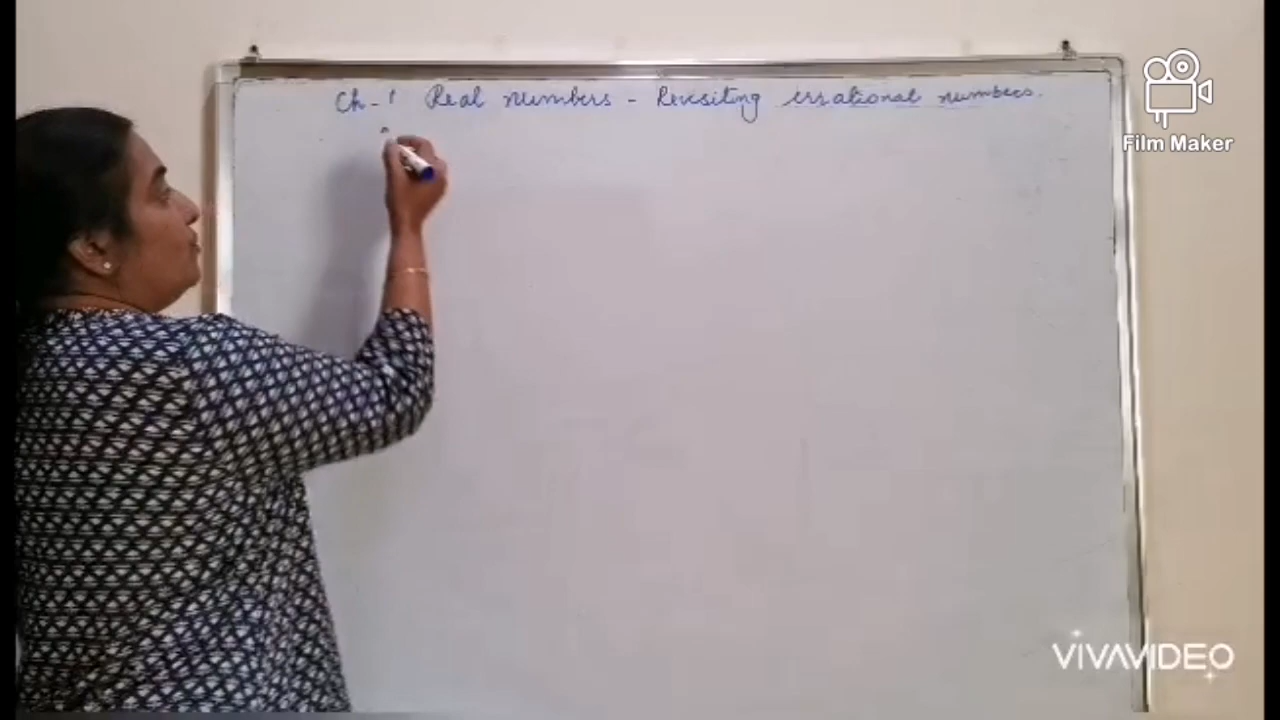 Ch-1 Real numbers - Revisiting irrational numbers.
Film Maker
VIVAVIDEO